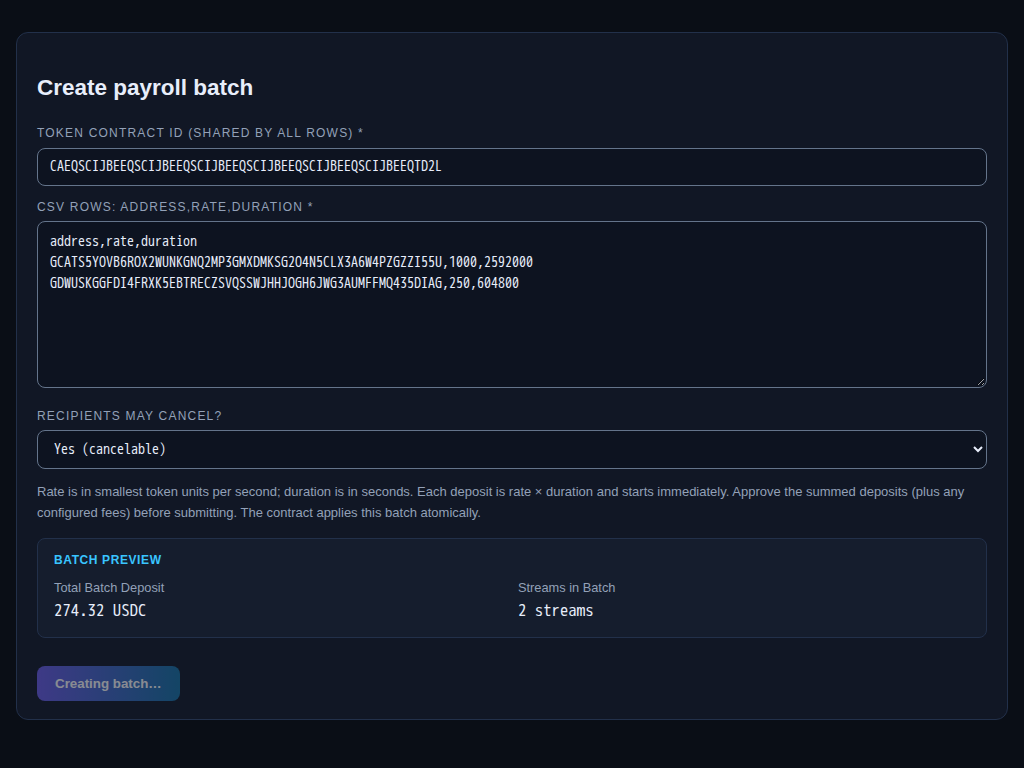 Create payroll batch
TOKEN CONTRACT ID (SHARED BY ALL ROWS) *
CAEQSCIJBEEQSCIJBEEQSCIJBEEQSCIJBEEQSCIJBEEQSCIJBEEQTD2L
CSV ROWS: ADDRESS,RATE,DURATION *
address,rate,duration
GCATS5YOVB6ROX2WUNKGNQ2MP3GMXDMKSG2O4N5CLX3A6W4PZGZZI55U,1000,2592000
GDWUSKGGFDI4FRXK5EBTRECZSVQSSWJHHJOGH6JWG3AUMFFMQ435DIAG,250,604800
RECIPIENTS MAY CANCEL?
Yes (cancelable)
Rate is in smallest token units per second; duration is in seconds. Each deposit is rate × duration and starts immediately. Approve the summed deposits (plus any
configured fees) before submitting. The contract applies this batch atomically.
BATCH PREVIEW
Total Batch Deposit
274.32 USDC
Streams in Batch
2 streams
Creating batch…